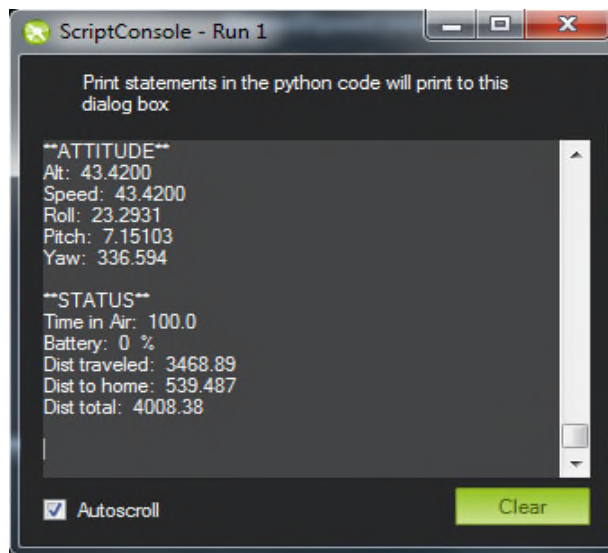 ScriptConsole - Run 1
Print statements in the python code will print to this
dialog box
**ATTITUDE**
Alt: 43.4200
Speed: 43.4200
Roll: 23.2931
Pitch: 7.15103
Yaw: 336.594
**STATUS**
Time in Air: 100.0
Battery: 0 %
Dist traveled: 3468.89
Dist to home: 539.487
Dist total: 4008.38
Autoscroll
Clear